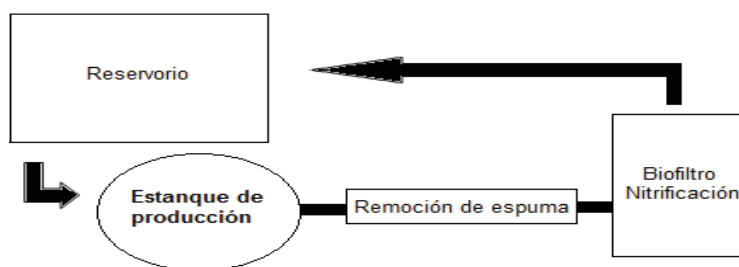 Reservorio
Estanque de
producción
Remoción de espuma
Biofiltro
Nitrificación